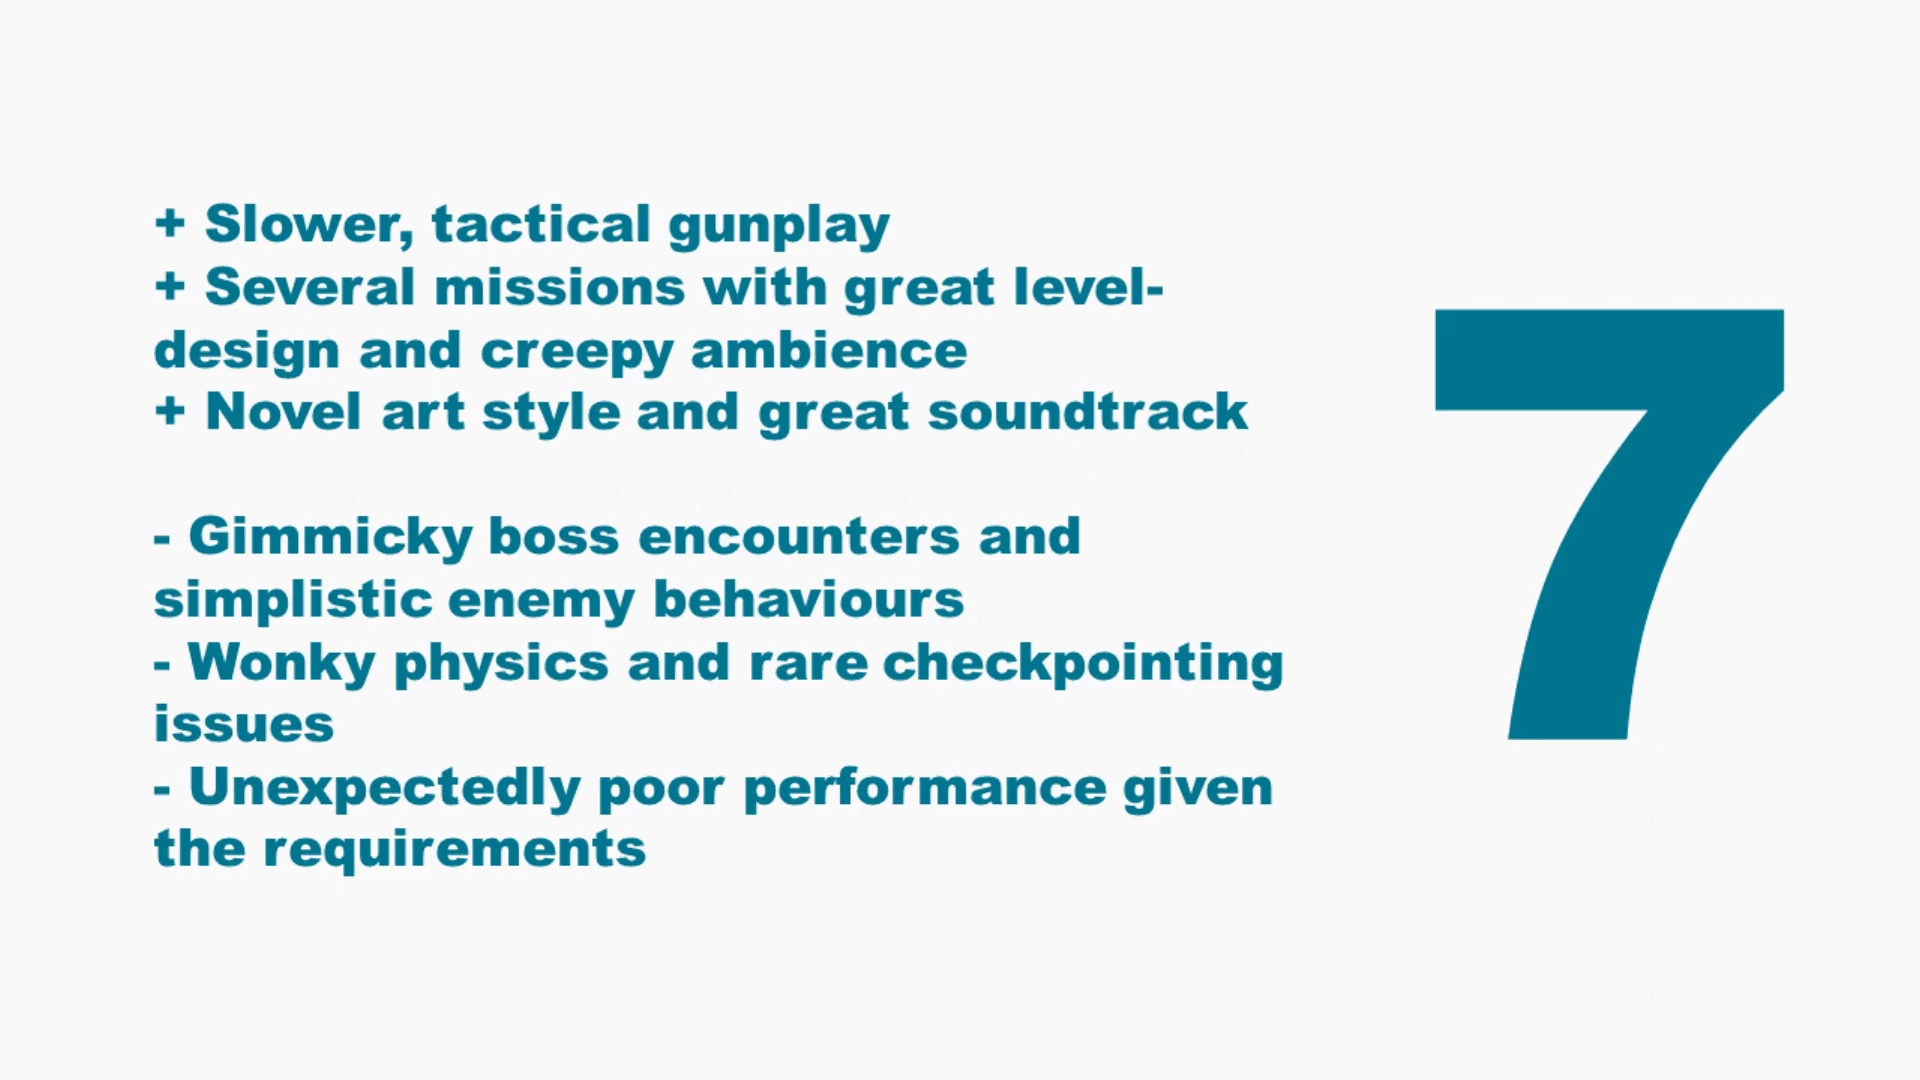 + Slower, tactical gunplay
+ Several missions with great level-
design and creepy ambience
+ Novel art style and great soundtrack
- Gimmicky boss encounters and
simplistic enemy behaviours
- Wonky physics and rare checkpointing
issues
- Unexpectedly poor performance given
the requirements
7